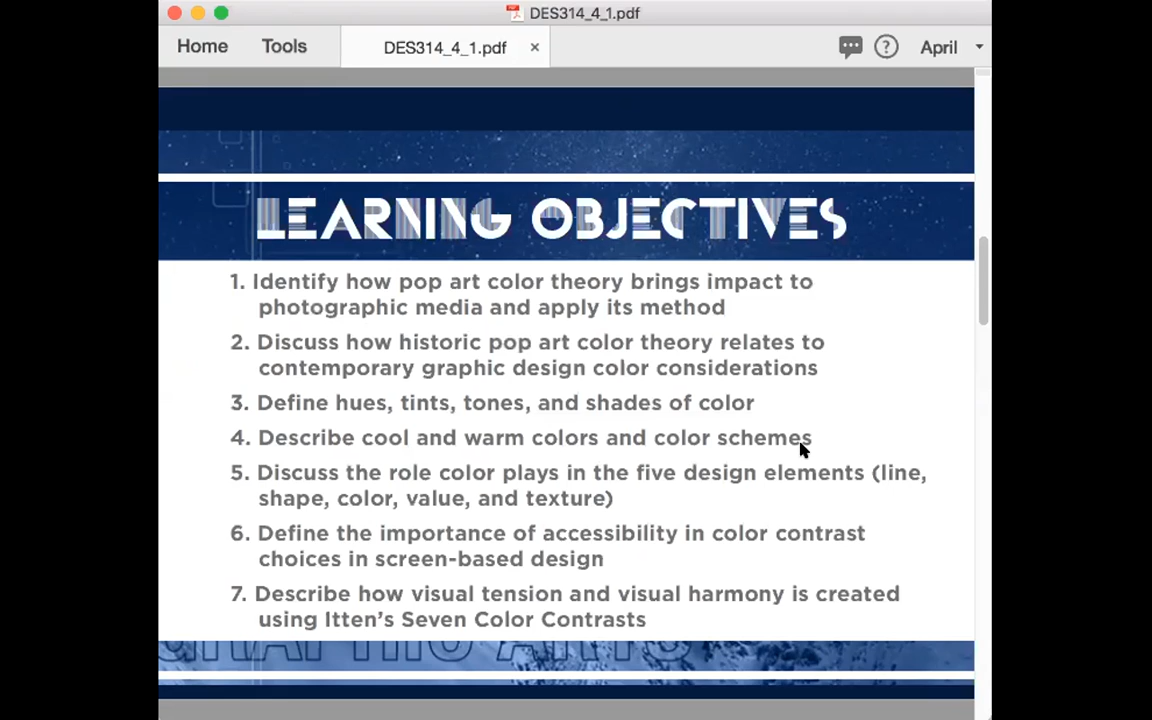 DES314_4_1.pdf
Home Tools DES314_4_1.pdf × ? April
LEARNING OBJECTIVES
1. Identify how pop art color theory brings impact to
photographic media and apply its method
2. Discuss how historic pop art color theory relates to
contemporary graphic design color considerations
3. Define hues, tints, tones, and shades of color
4. Describe cool and warm colors and color schemes
5. Discuss the role color plays in the five design elements (line,
shape, color, value, and texture)
6. Define the importance of accessibility in color contrast
choices in screen-based design
7. Describe how visual tension and visual harmony is created
using Itten's Seven Color Contrasts
GRAPHIC ARTS